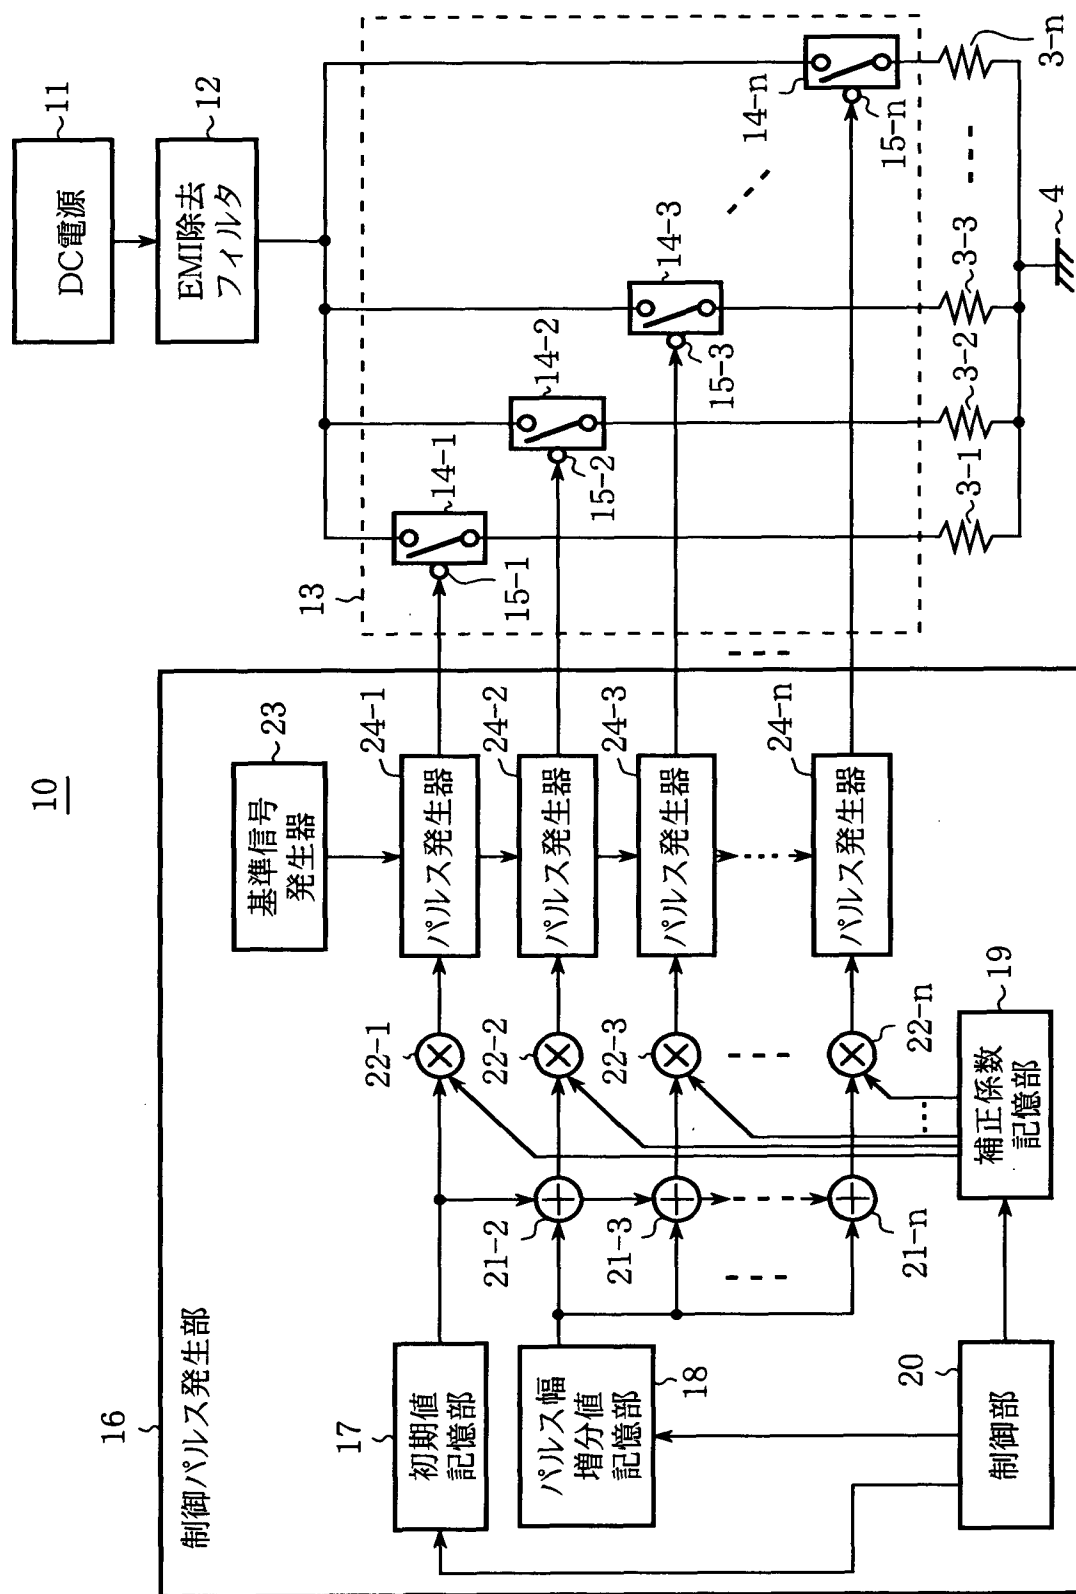 10
11
DC電源
12
EMI除去
フィルタ
13
14-1
15-1
14-2
15-2
14-3
15-3
14-n
15-n
3-1
3-2
3-3
3-n
4
16
制御パルス発生部
17
初期値
記憶部
18
パルス幅
増分値
記憶部
20
制御部
19
補正係数
記憶部
21-2
21-3
21-n
22-1
22-2
22-3
22-n
23
基準信号
発生器
24-1
パルス発生器
24-2
パルス発生器
24-3
パルス発生器
24-n
パルス発生器